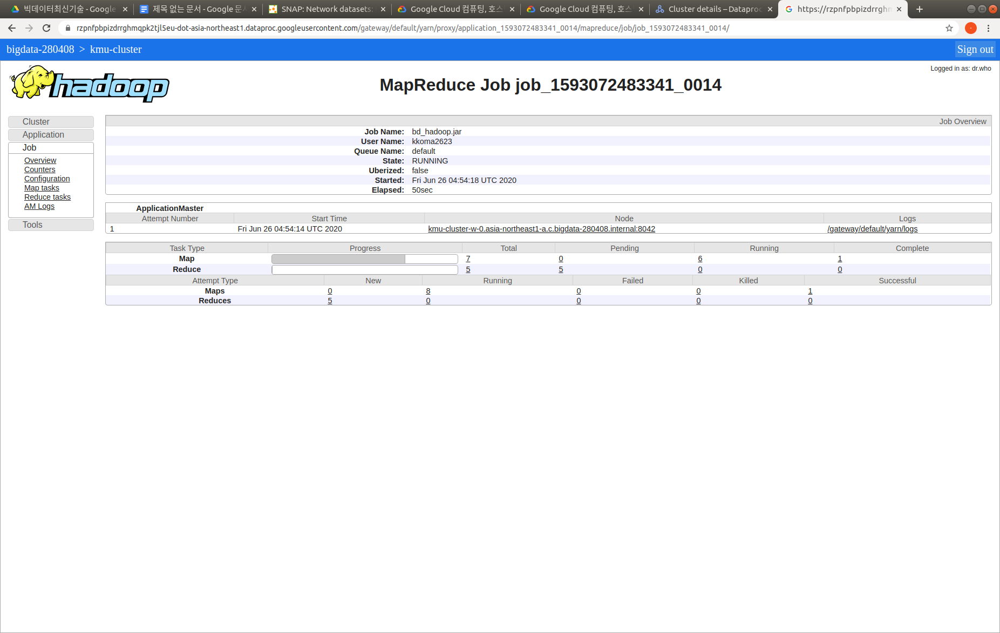 빅데이터최신기술 - Google
제목 없는 문서 - Google 문
SNAP: Network datasets:
Google Cloud 컴퓨팅, 호스
Google Cloud 컴퓨팅, 호스
Cluster details – Dataproc
https://rzpnfpbpizdrrghm
rzpnfpbpizdrrghmqpk2tjl5eu-dot-asia-northeast1.dataproc.googleusercontent.com/gateway/default/yarn/proxy/application_1593072483341_0014/mapreduce/job/job_1593072483341_0014/
bigdata-280408 > kmu-cluster
Sign out
hadoop
MapReduce Job job_1593072483341_0014
Logged in as: dr.who
Cluster
Application
Job
Overview
Counters
Configuration
Map tasks
Reduce tasks
AM Logs
Tools
Job Overview
Job Name: bd_hadoop.jar
User Name: kkoma2623
Queue Name: default
State: RUNNING
Uberized: false
Started: Fri Jun 26 04:54:18 UTC 2020
Elapsed: 50sec
ApplicationMaster
Attempt Number Start Time Node Logs
1 Fri Jun 26 04:54:14 UTC 2020 kmu-cluster-w-0.asia-northeast1-a.c.bigdata-280408.internal:8042 /gateway/default/yarn/logs
Task Type Progress Total Pending Running Complete
Map 7 0 6 1
Reduce 5 5 0 0
Attempt Type New Running Failed Killed Successful
Maps 0 8 0 0 1
Reduces 5 0 0 0 0